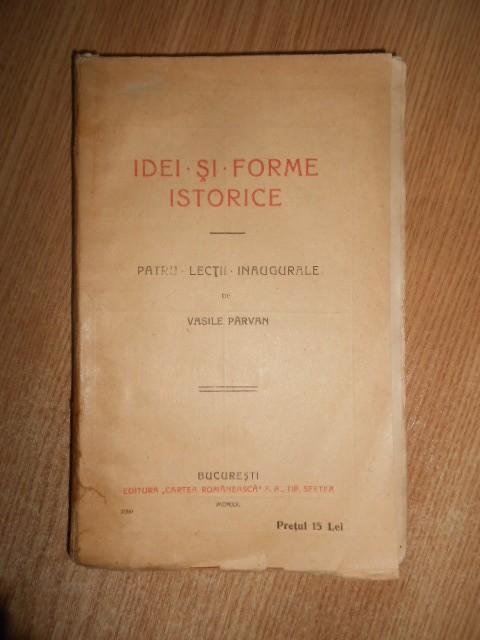 IDEI · ŞI · FORME
ISTORICE
PATRU · LECŢII · INAUGURALE
DE
VASILE PÂRVAN
BUCUREŞTI
EDITURA „CARTEA ROMÂNEASCĂ” S. A., TIP. SFETEA
MCMXX.
Preţul 15 Lei